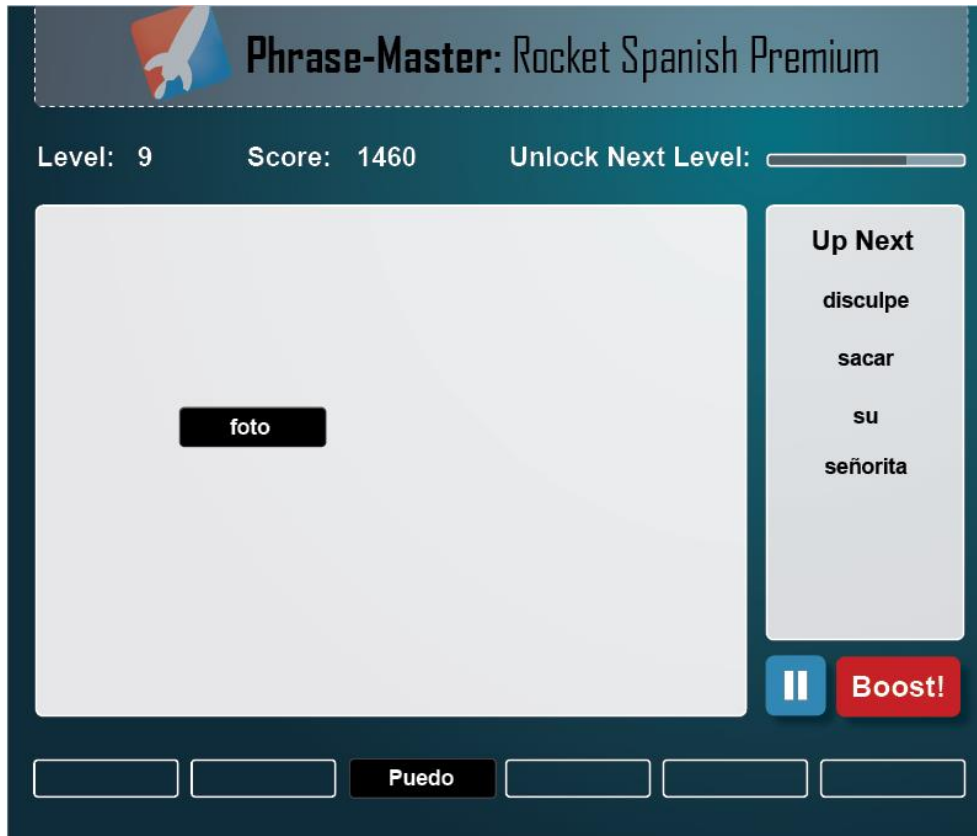 Phrase-Master: Rocket Spanish Premium
Level: 9 Score: 1460 Unlock Next Level:
Up Next
disculpe
sacar
su
señorita
foto
Boost!
Puedo